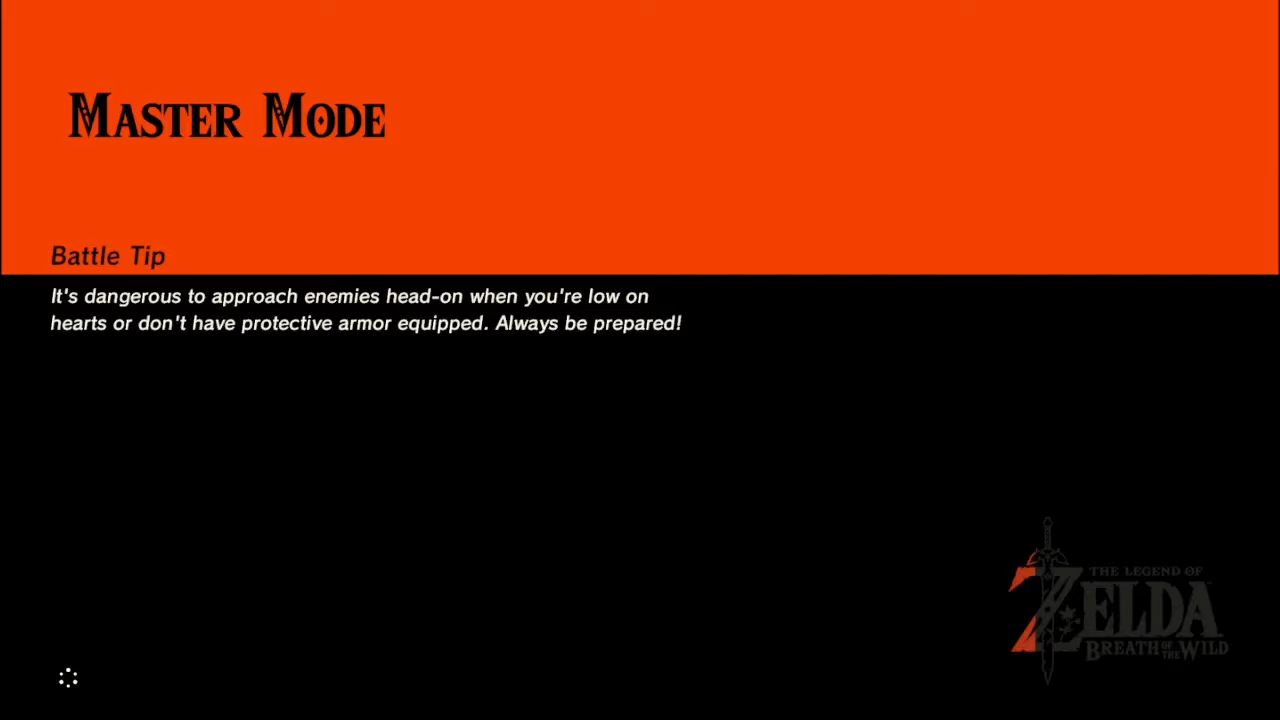 Master Mode
Battle Tip
It's dangerous to approach enemies head-on when you're low on
hearts or don't have protective armor equipped. Always be prepared!
THE LEGEND OF
ZELDA
BREATH OF THE WILD